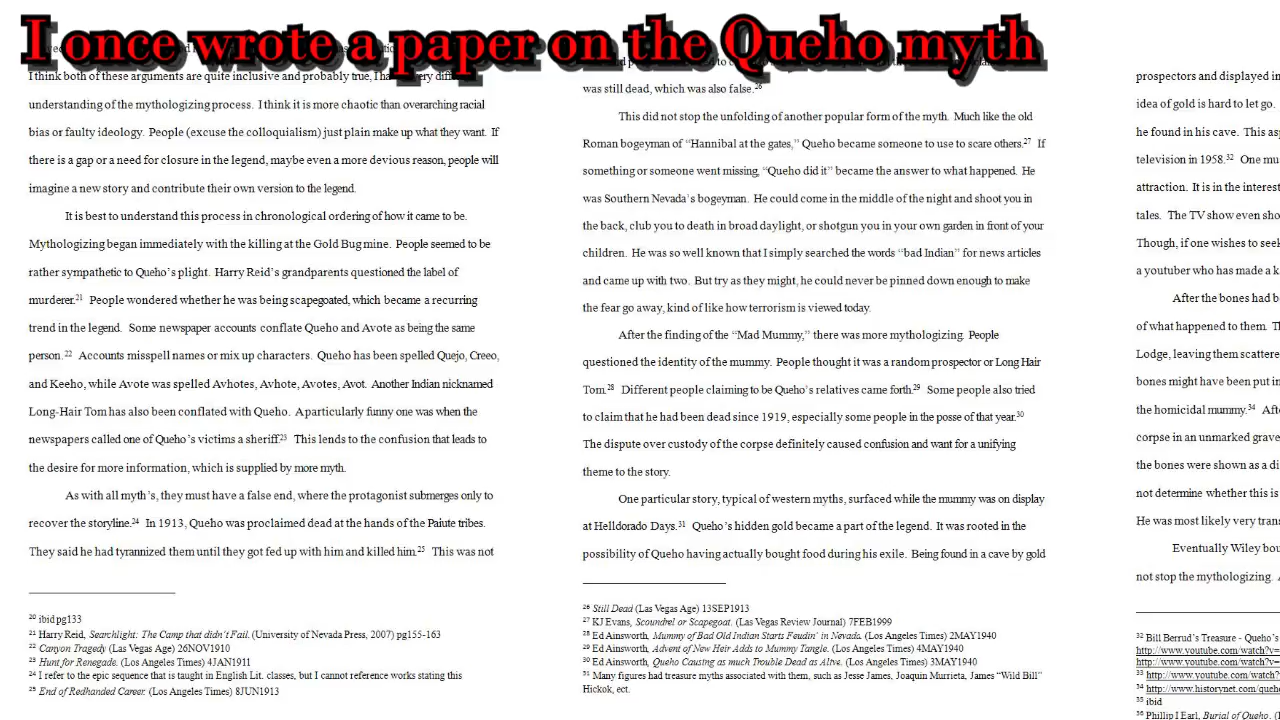 I once wrote a paper on the Queho myth
I think both of these arguments are quite inclusive and probably true, I have a very different
understanding of the mythologizing process. I think it is more chaotic than overarching racial
bias or faulty ideology. People (excuse the colloquialism) just plain make up what they want. If
there is a gap or a need for closure in the legend, maybe even a more devious reason, people will
imagine a new story and contribute their own version to the legend.
It is best to understand this process in chronological ordering of how it came to be.
Mythologizing began immediately with the killing at the Gold Bug mine. People seemed to be
rather sympathetic to Queho's plight. Harry Reid's grandparents questioned the label of
murderer.21 People wondered whether he was being scapegoated, which became a recurring
trend in the legend. Some newspaper accounts conflate Queho and Avote as being the same
person.22 Accounts misspell names or mix up characters. Queho has been spelled Quejo, Creeo,
and Keeho, while Avote was spelled Avhotes, Avhote, Avotes, Avot. Another Indian nicknamed
Long-Hair Tom has also been conflated with Queho. A particularly funny one was when the
newspapers called one of Queho's victims a sheriff.23 This lends to the confusion that leads to
the desire for more information, which is supplied by more myth.
As with all myth's, they must have a false end, where the protagonist submerges only to
recover the storyline.24 In 1913, Queho was proclaimed dead at the hands of the Paiute tribes.
They said he had tyrannized them until they got fed up with him and killed him.25 This was not
20 ibid pg133
21 Harry Reid, Searchlight: The Camp that didn't Fail. (University of Nevada Press, 2007) pg155-163
22 Canyon Tragedy (Las Vegas Age) 26NOV1910
23 Hunt for Renegade. (Los Angeles Times) 4JAN1911
24 I refer to the epic sequence that is taught in English Lit. classes, but I cannot reference works stating this
25 End of Redhanded Career. (Los Angeles Times) 8JUN1913
was still dead, which was also false.26
This did not stop the unfolding of another popular form of the myth. Much like the old
Roman bogeyman of "Hannibal at the gates," Queho became someone to use to scare others.27 If
something or someone went missing, "Queho did it" became the answer to what happened. He
was Southern Nevada's bogeyman. He could come in the middle of the night and shoot you in
the back, club you to death in broad daylight, or shotgun you in your own garden in front of your
children. He was so well known that I simply searched the words "bad Indian" for news articles
and came up with two. But try as they might, he could never be pinned down enough to make
the fear go away, kind of like how terrorism is viewed today.
After the finding of the "Mad Mummy," there was more mythologizing. People
questioned the identity of the mummy. People thought it was a random prospector or Long Hair
Tom.28 Different people claiming to be Queho's relatives came forth.29 Some people also tried
to claim that he had been dead since 1919, especially some people in the posse of that year.30
The dispute over custody of the corpse definitely caused confusion and want for a unifying
theme to the story.
One particular story, typical of western myths, surfaced while the mummy was on display
at Helldorado Days.31 Queho's hidden gold became a part of the legend. It was rooted in the
possibility of Queho having actually bought food during his exile. Being found in a cave by gold
26 Still Dead (Las Vegas Age) 13SEP1913
27 KJ Evans, Scoundrel or Scapegoat. (Las Vegas Review Journal) 7FEB1999
28 Ed Ainsworth, Mummy of Bad Old Indian Starts Feudin' in Nevada. (Los Angeles Times) 2MAY1940
29 Ed Ainsworth, Advent of New Heir Adds to Mummy Tangle. (Los Angeles Times) 4MAY1940
30 Ed Ainsworth, Queho Causing as much Trouble Dead as Alive. (Los Angeles Times) 3MAY1940
31 Many figures had treasure myths associated with them, such as Jesse James, Joaquin Murrieta, James "Wild Bill"
Hickok, ect.
prospectors and displayed in
idea of gold is hard to let go.
he found in his cave. This as
television in 1958.32 One mu
attraction. It is in the interest
tales. The TV show even sho
Though, if one wishes to seek
a youtuber who has made a k
After the bones had b
of what happened to them. T
Lodge, leaving them scattere
bones might have been put in
the homicidal mummy.34 Afte
corpse in an unmarked grave
the bones were shown as a di
not determine whether this is
He was most likely very tran
Eventually Wiley bou
not stop the mythologizing.
32 Bill Berrud's Treasure - Queho's
http://www.youtube.com/watch?v=
http://www.youtube.com/watch?v=
33 http://www.youtube.com/watch?
34 http://www.historynet.com/queh
35 ibid
36 Phillip I Earl, Burial of Queho. (